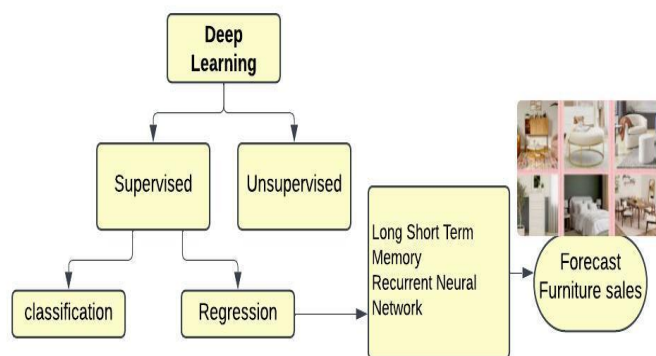 Deep
Learning
Supervised
Unsupervised
classification
Regression
Long Short Term
Memory
Recurrent Neural
Network
Forecast
Furniture sales